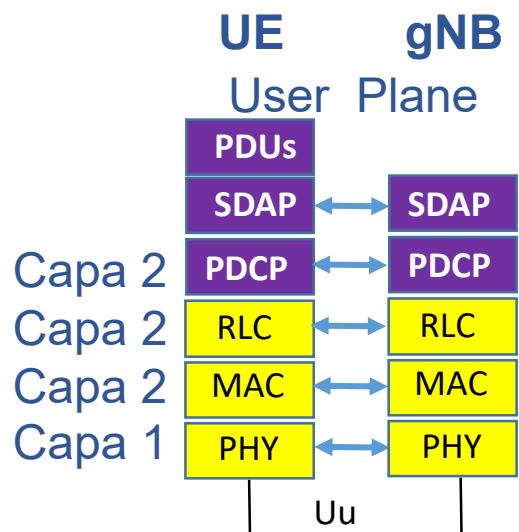 UE gNB
User Plane
PDUs
SDAP SDAP
Capa 2 PDCP PDCP
Capa 2 RLC RLC
Capa 2 MAC MAC
Capa 1 PHY PHY
Uu